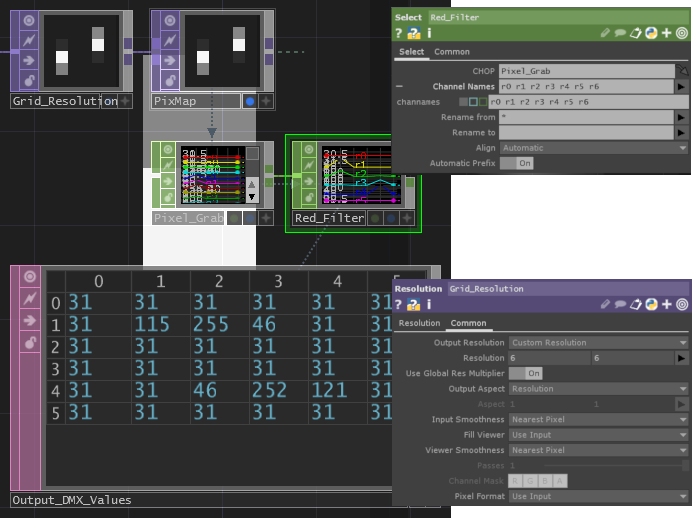 Grid_Resolution
PixMap
Pixel_Grab
Red_Filter
0 1 2 3 4 5
0 31 31 31 31 31 31
1 31 115 255 46 31 31
2 31 31 31 31 31 31
3 31 31 31 31 31 31
4 31 31 46 252 121 31
5 31 31 31 31 31 31
Output_DMX_Values
Select Red_Filter
? ? i
Select Common
CHOP Pixel_Grab
Channel Names r0 r1 r2 r3 r4 r5 r6
channames r0 r1 r2 r3 r4 r5 r6
Rename from *
Rename to
Align Automatic
Automatic Prefix On
Resolution Grid_Resolution
? ? i
Resolution Common
Output Resolution Custom Resolution
Resolution 6 6
Use Global Res Multiplier On
Output Aspect Resolution
Aspect 1 1
Input Smoothness Nearest Pixel
Fill Viewer Use Input
Viewer Smoothness Nearest Pixel
Passes 1
Channel Mask R G B A
Pixel Format Use Input